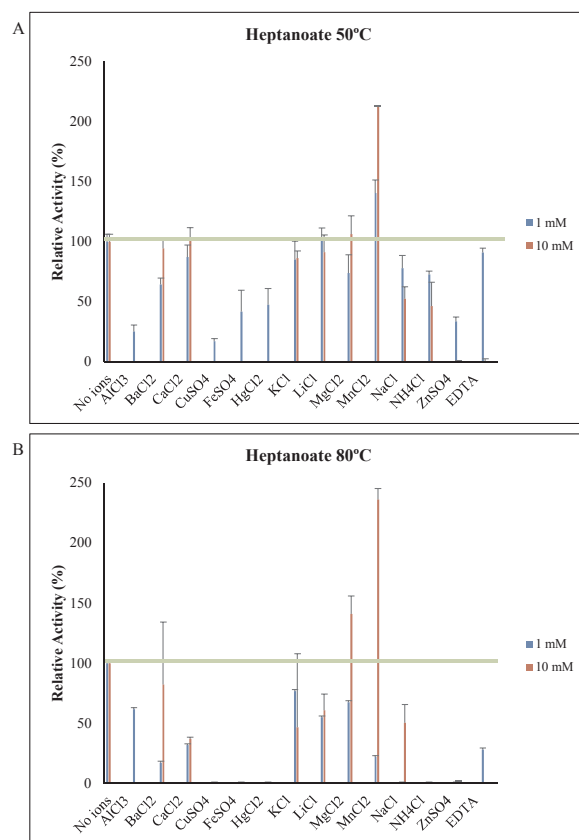 A
Heptanoate 50ºC
Relative Activity (%)
250
200
150
100
50
0
No ions
AlCl3
BaCl2
CaCl2
CuSO4
FeSO4
HgCl2
KCl
LiCl
MgCl2
MnCl2
NaCl
NH4Cl
ZnSO4
EDTA
1 mM
10 mM
B
Heptanoate 80ºC
Relative Activity (%)
250
200
150
100
50
0
No ions
AlCl3
BaCl2
CaCl2
CuSO4
FeSO4
HgCl2
KCl
LiCl
MgCl2
MnCl2
NaCl
NH4Cl
ZnSO4
EDTA
1 mM
10 mM